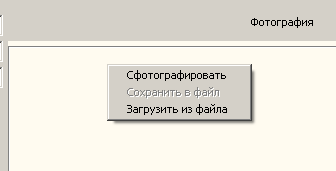 Фотография
Сфотографировать
Сохранить в файл
Загрузить из файла